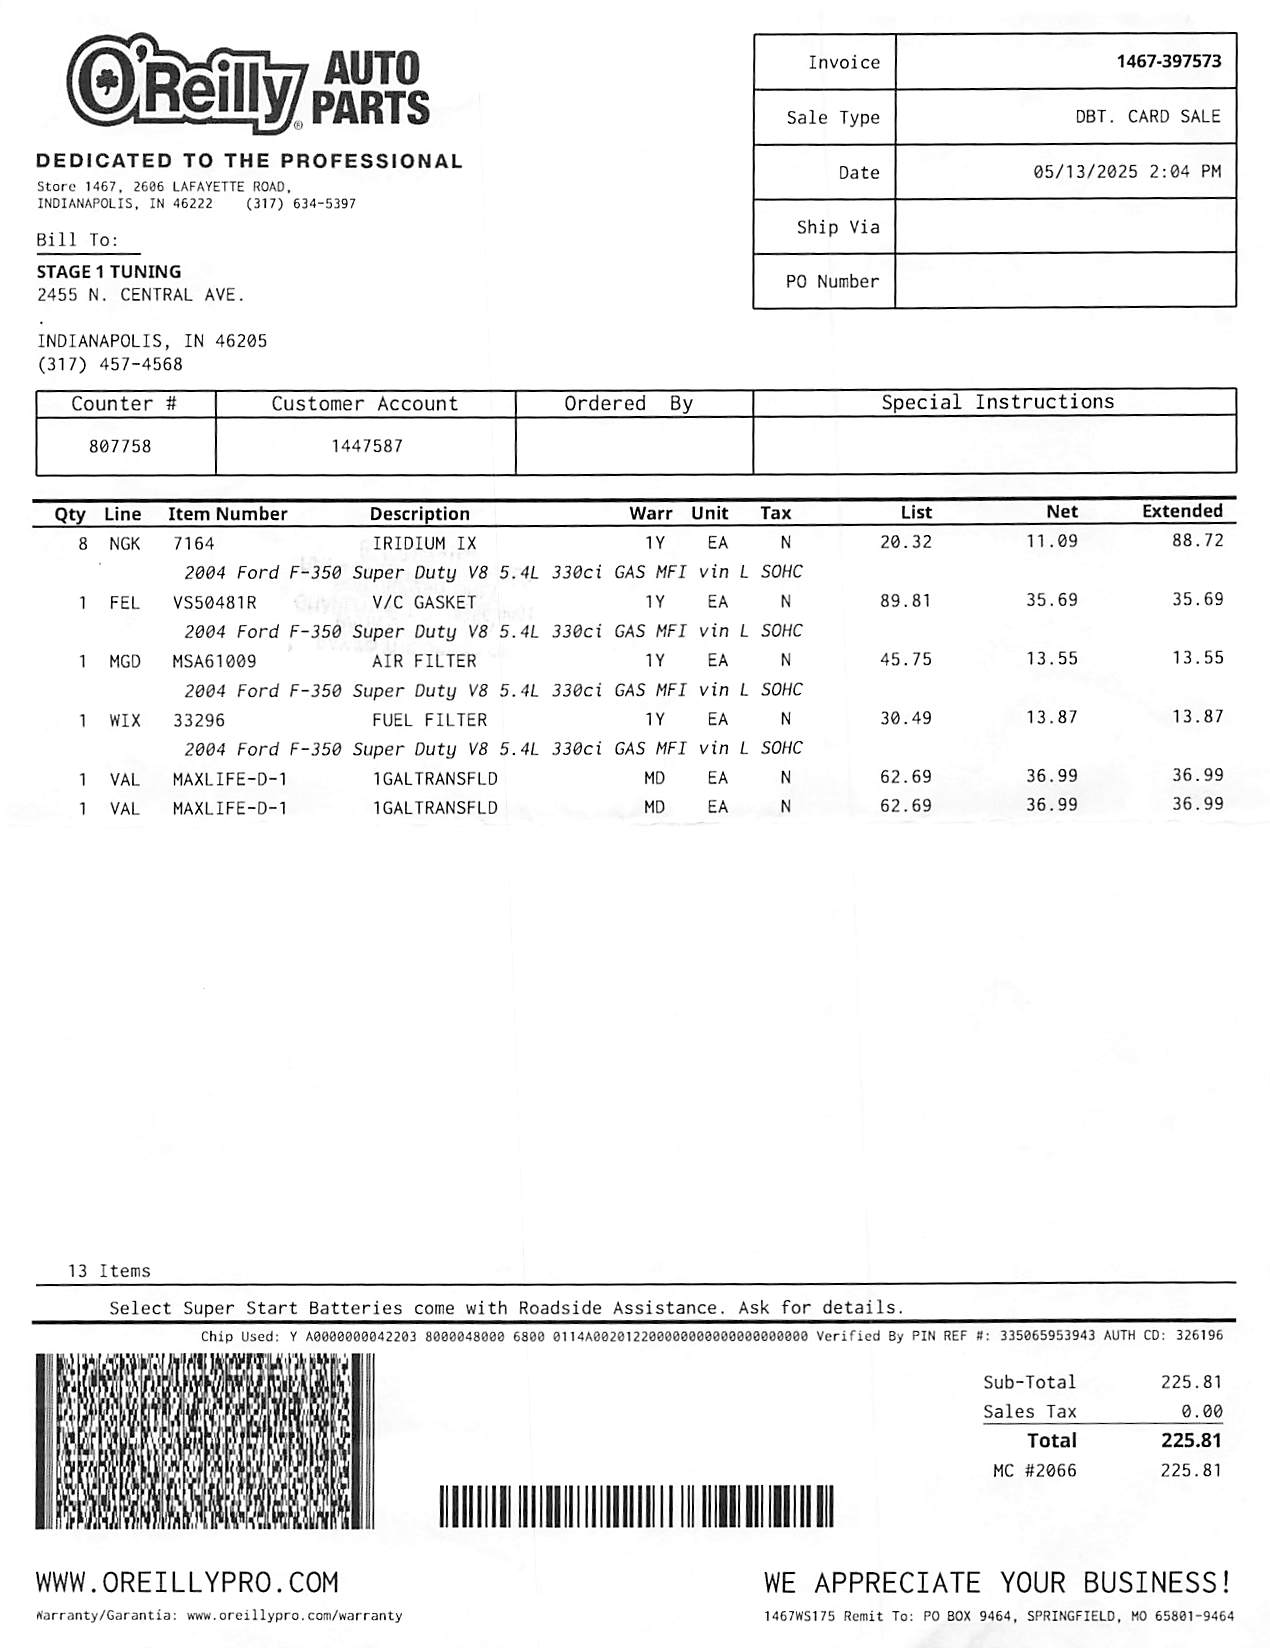 O'Reilly AUTO PARTS ®
DEDICATED TO THE PROFESSIONAL
Store 1467, 2606 LAFAYETTE ROAD,
INDIANAPOLIS, IN 46222 (317) 634-5397
Invoice 1467-397573
Sale Type DBT. CARD SALE
Date 05/13/2025 2:04 PM
Ship Via
PO Number
Bill To:
STAGE 1 TUNING
2455 N. CENTRAL AVE.
.
INDIANAPOLIS, IN 46205
(317) 457-4568
Counter # Customer Account Ordered By Special Instructions
807758 1447587
Qty Line Item Number Description Warr Unit Tax List Net Extended
8 NGK 7164 IRIDIUM IX 1Y EA N 20.32 11.09 88.72
2004 Ford F-350 Super Duty V8 5.4L 330ci GAS MFI vin L SOHC
1 FEL VS50481R V/C GASKET 1Y EA N 89.81 35.69 35.69
2004 Ford F-350 Super Duty V8 5.4L 330ci GAS MFI vin L SOHC
1 MGD MSA61009 AIR FILTER 1Y EA N 45.75 13.55 13.55
2004 Ford F-350 Super Duty V8 5.4L 330ci GAS MFI vin L SOHC
1 WIX 33296 FUEL FILTER 1Y EA N 30.49 13.87 13.87
2004 Ford F-350 Super Duty V8 5.4L 330ci GAS MFI vin L SOHC
1 VAL MAXLIFE-D-1 1GALTRANSFLD MD EA N 62.69 36.99 36.99
1 VAL MAXLIFE-D-1 1GALTRANSFLD MD EA N 62.69 36.99 36.99
13 Items
Select Super Start Batteries come with Roadside Assistance. Ask for details.
Chip Used: Y A0000000042203 8000048000 6800 Verified By PIN REF #: 335065953943 AUTH CD: 326196
Sub-Total 225.81
Sales Tax 0.00
Total 225.81
MC #2066 225.81
WWW.OREILLYPRO.COM
Warranty/Garantía: www.oreillypro.com/warranty
WE APPRECIATE YOUR BUSINESS!
1467WS175 Remit To: PO BOX 9464, SPRINGFIELD, MO 65801-9464